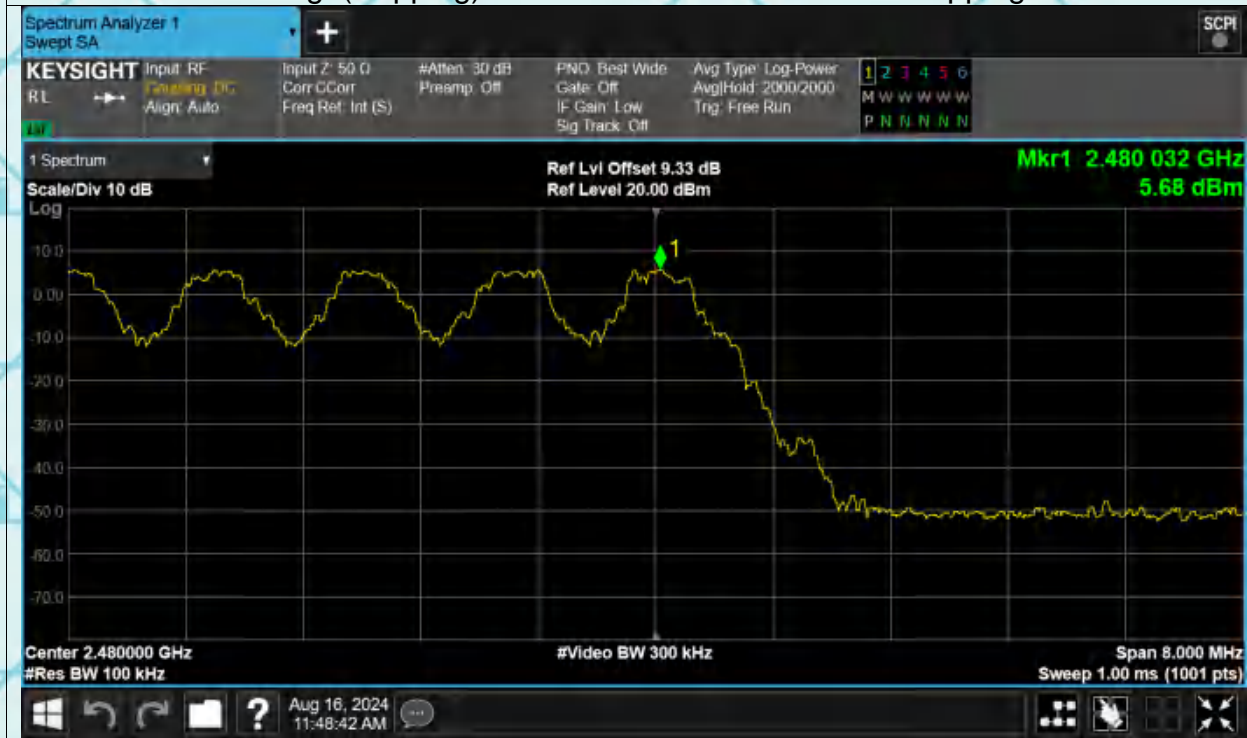 Spectrum Analyzer 1
Swept SA
+
SCPI
KEYSIGHT Input: RF Input Z: 50 Ω #Atten: 30 dB PNO: Best Wide Avg Type: Log-Power 1 2 3 4 5 6
RL Coupling: DC Corr CCorr Preamp: Off Gate: Off Avg|Hold: 2000/2000 M W W W W W
Align: Auto Freq Ref: Int (S) IF Gain: Low Trig: Free Run P N N N N N
Sig Track: Off
1 Spectrum Ref Lvl Offset 9.33 dB Mkr1 2.480 032 GHz
Scale/Div 10 dB Ref Level 20.00 dBm 5.68 dBm
Log
1
10.0
0.00
-10.0
-20.0
-30.0
-40.0
-50.0
-60.0
-70.0
Center 2.480000 GHz #Video BW 300 kHz Span 8.000 MHz
#Res BW 100 kHz Sweep 1.00 ms (1001 pts)
? Aug 16, 2024
11:48:42 AM